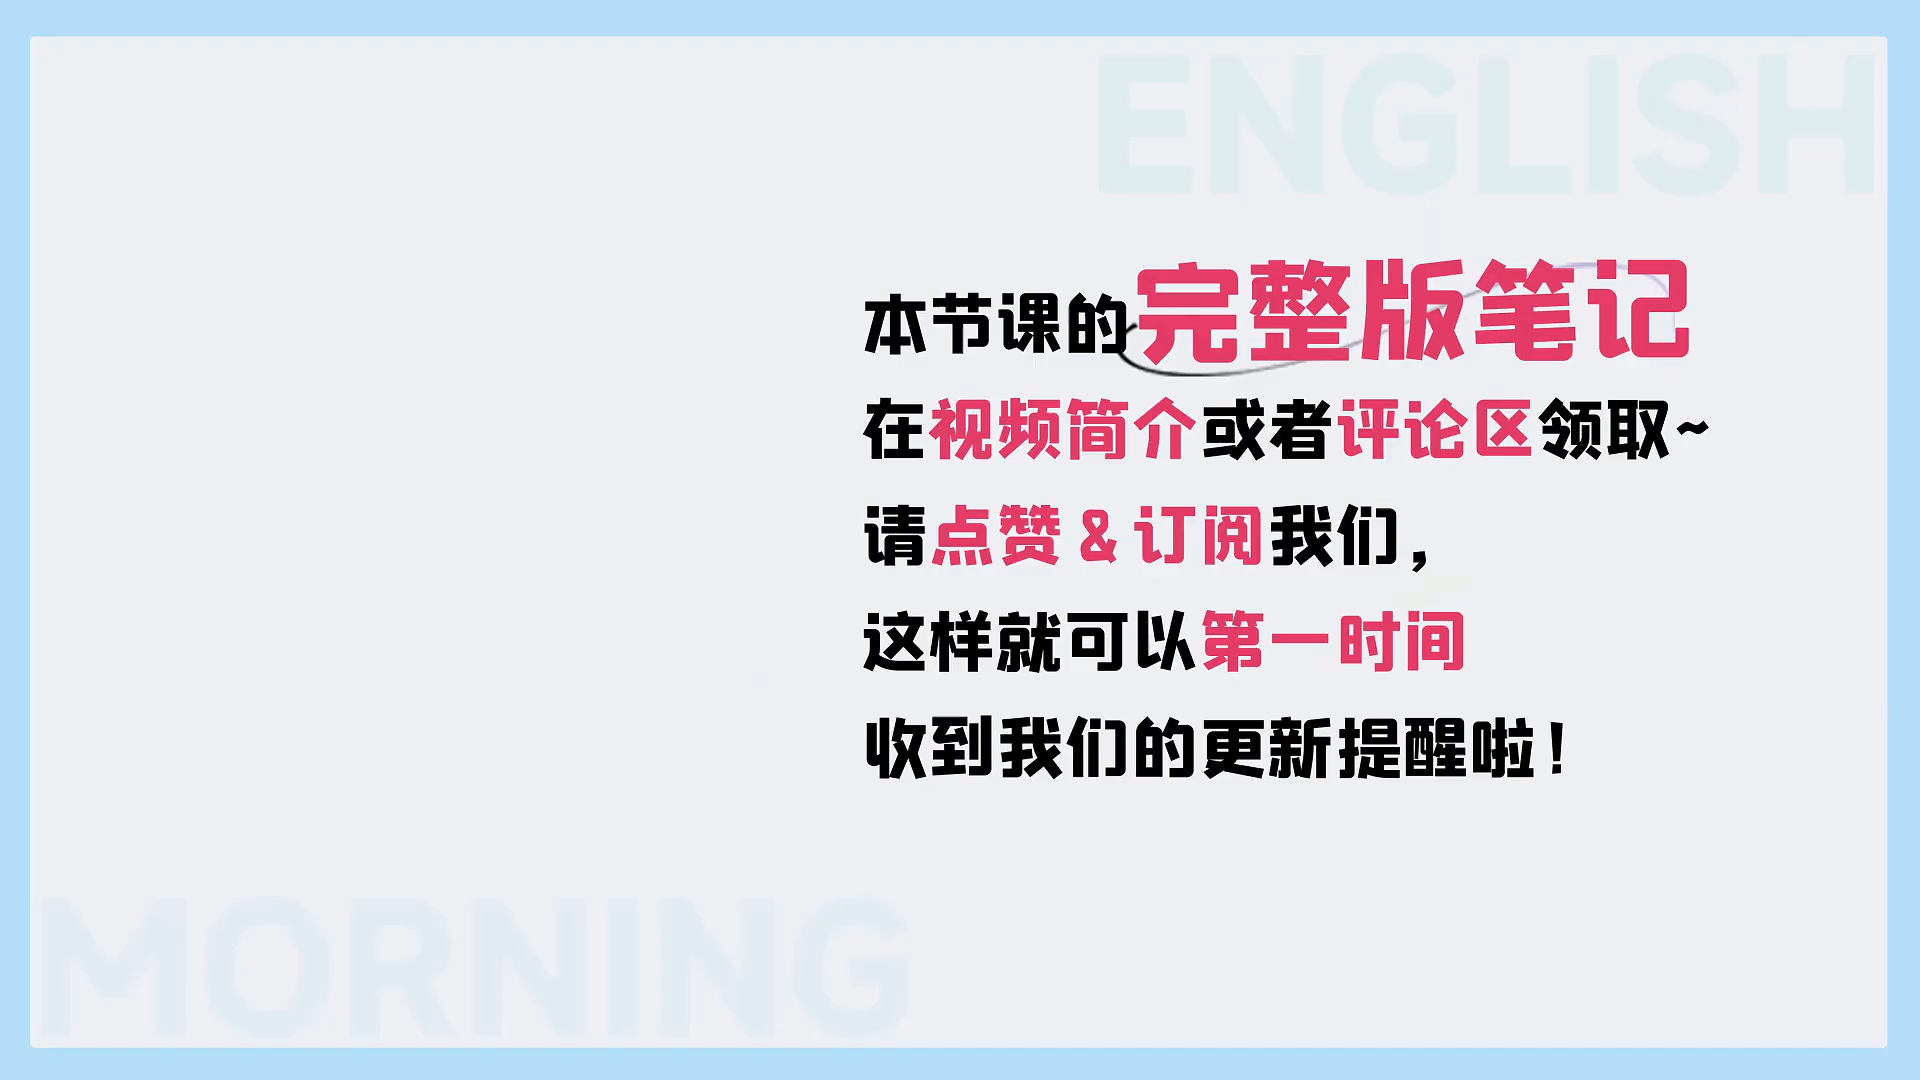 ENGLISH
本节课的完整版笔记
在视频简介或者评论区领取~
请点赞&订阅我们，
这样就可以第一时间
收到我们的更新提醒啦！
MORNING